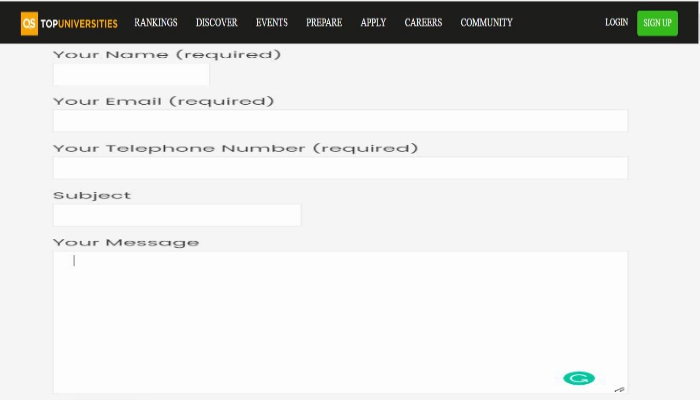 QS TOPUNIVERSITIES RANKINGS DISCOVER EVENTS PREPARE APPLY CAREERS COMMUNITY LOGIN SIGN UP
Your Name (required)
Your Email (required)
Your Telephone Number (required)
Subject
Your Message